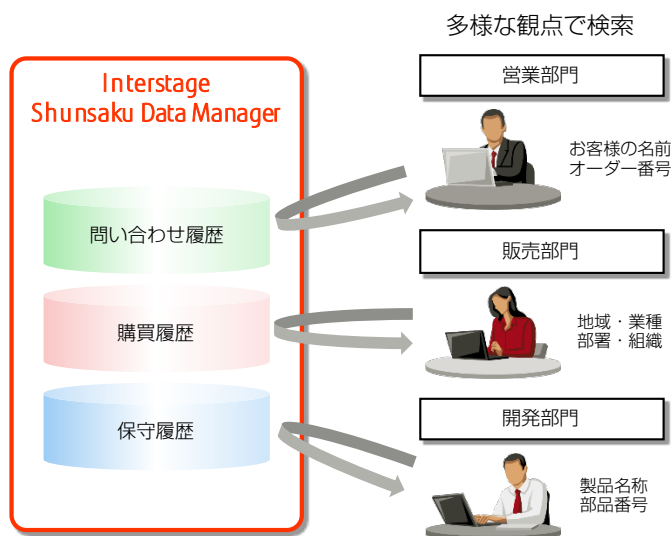 多様な観点で検索
Interstage
Shunsaku Data Manager
問い合わせ履歴
購買履歴
保守履歴
営業部門
お客様の名前
オーダー番号
販売部門
地域・業種
部署・組織
開発部門
製品名称
部品番号